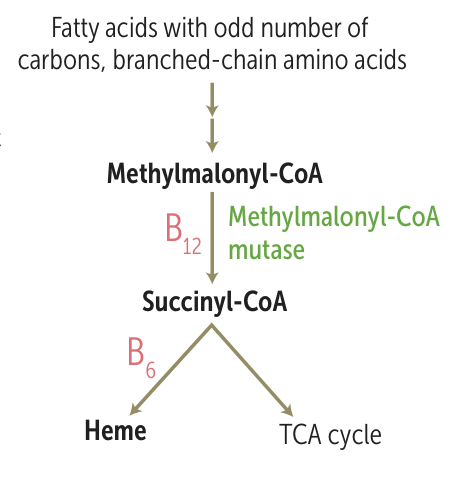 Fatty acids with odd number of
carbons, branched-chain amino acids
Methylmalonyl-CoA
B12
Methylmalonyl-CoA
mutase
Succinyl-CoA
B6
Heme
TCA cycle